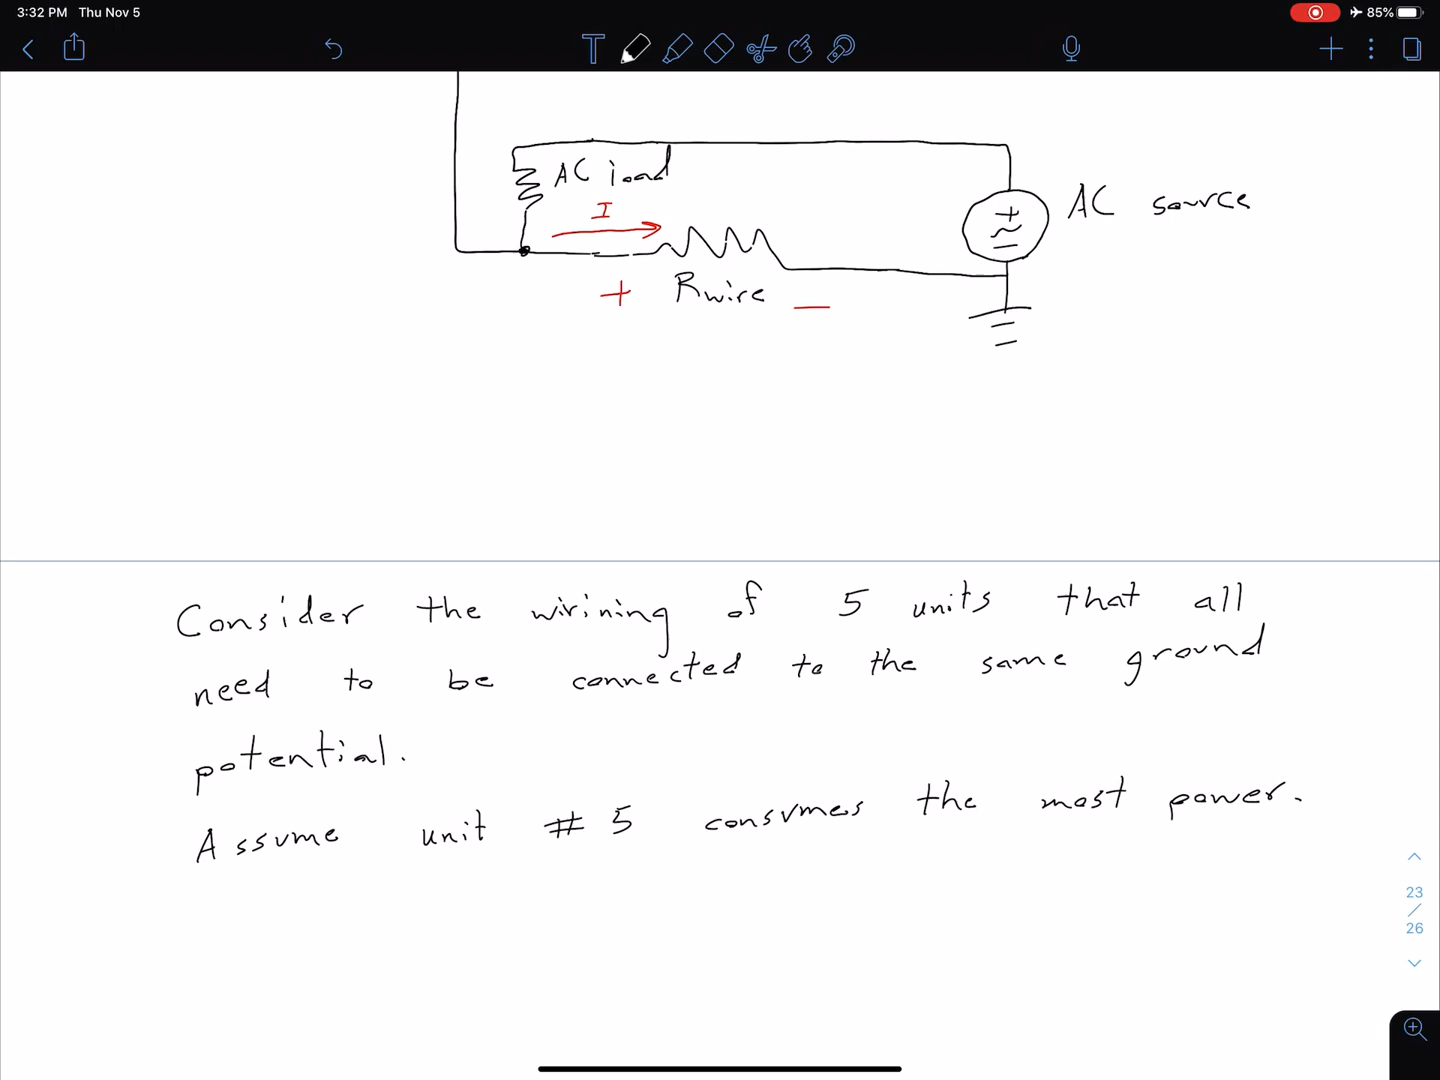 3:32 PM Thu Nov 5
85%
T
AC load
I
+
AC source
+ Rwire -
Consider the wirining of 5 units that all
need to be connected to the same ground
potential.
Assume unit # 5 consumes the most power.
23
/
26